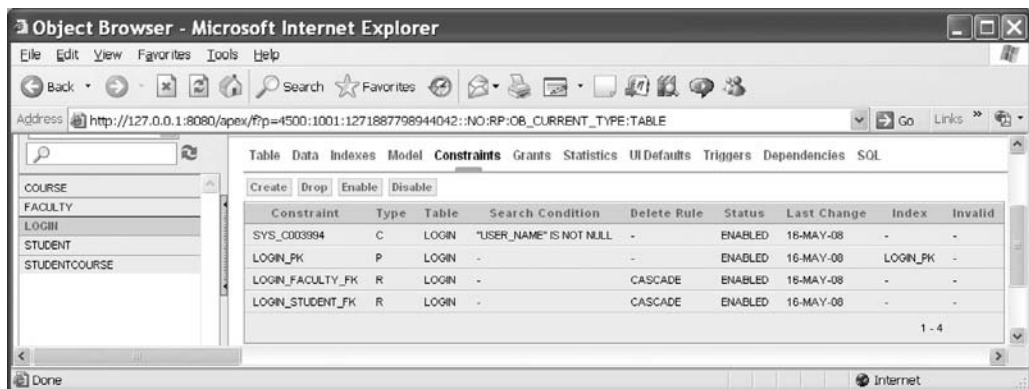 Object Browser - Microsoft Internet Explorer
File Edit View Favorites Tools Help
Back Search Favorites
Address http://127.0.0.1:8080/apex/f?p=4500:1001:1271887798944042::NO:RP:OB_CURRENT_TYPE:TABLE Go Links »
Table Data Indexes Model Constraints Grants Statistics UI Defaults Triggers Dependencies SQL
COURSE
FACULTY
LOGIN
STUDENT
STUDENTCOURSE
Create Drop Enable Disable
Constraint Type Table Search Condition Delete Rule Status Last Change Index Invalid
SYS_C003994 C LOGIN "USER_NAME" IS NOT NULL - ENABLED 16-MAY-08 - -
LOGIN_PK P LOGIN - - ENABLED 16-MAY-08 LOGIN_PK -
LOGIN_FACULTY_FK R LOGIN - CASCADE ENABLED 16-MAY-08 - -
LOGIN_STUDENT_FK R LOGIN - CASCADE ENABLED 16-MAY-08 - -
1 - 4
Done Internet